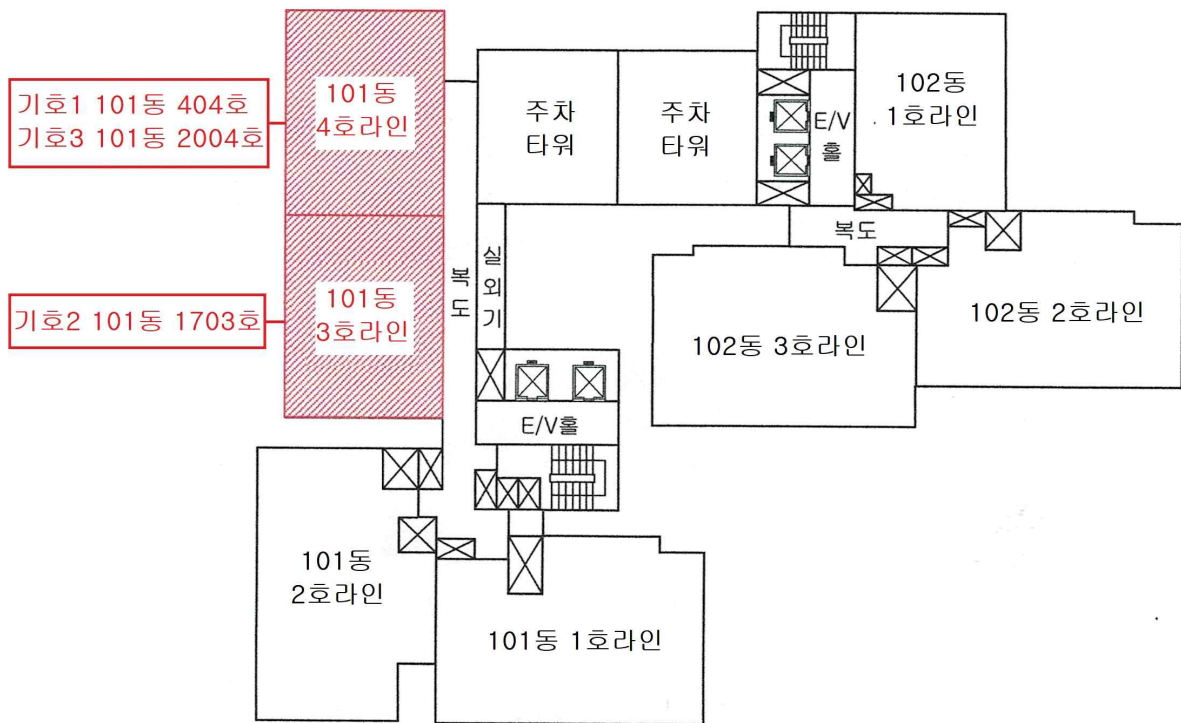 기호1 101동 404호
기호3 101동 2004호
101동
4호라인
주차
타워
주차
타워
E/V
홀
102동
1호라인
기호2 101동 1703호
101동
3호라인
복도
실외기
복도
102동 3호라인
102동 2호라인
E/V홀
101동
2호라인
101동 1호라인